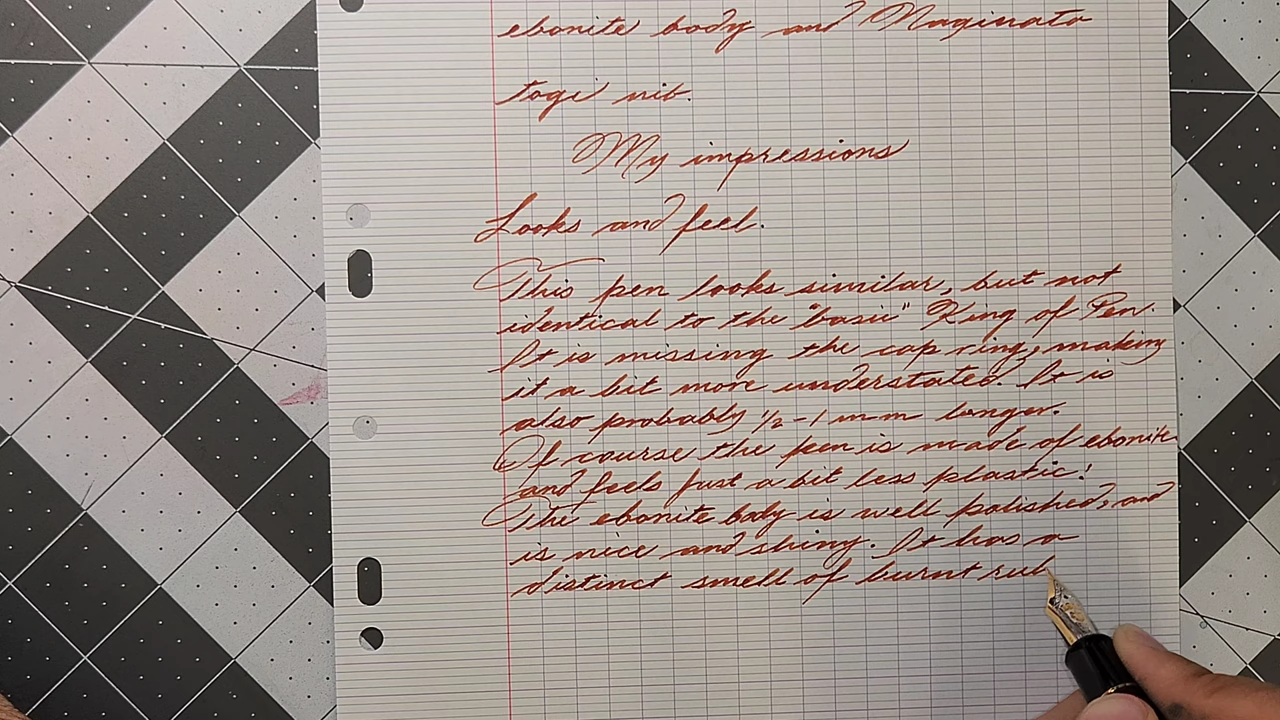 ebonite body and Naginata
togi nib.
My impressions
Looks and feel.
This pen looks similar, but not
identical to the "basic" King of Pen.
It is missing the cap ring, making
it a bit more understated. It is
also probably 1/2 - 1 mm longer.
Of course the pen is made of ebonite
and feels just a bit less plastic!
The ebonite body is well polished, and
is nice and shiny. It has a
distinct smell of burnt rub